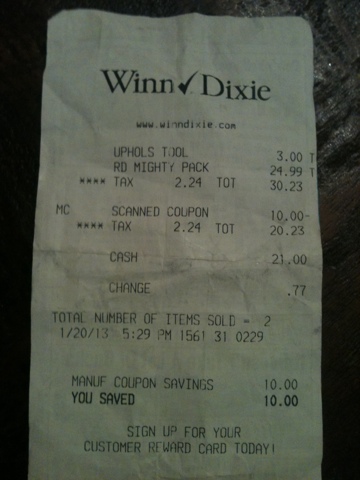 Winn✓Dixie
www.winndixie.com
UPHOLS TOOL 3.00 T
RD MIGHTY PACK 24.99 T
**** TAX 2.24 TOT 30.23
MC SCANNED COUPON 10.00-
**** TAX 2.24 TOT 20.23
CASH 21.00
CHANGE .77
TOTAL NUMBER OF ITEMS SOLD = 2
1/20/13 5:29 PM 1561 31 0229
MANUF COUPON SAVINGS 10.00
YOU SAVED 10.00
SIGN UP FOR YOUR
CUSTOMER REWARD CARD TODAY!